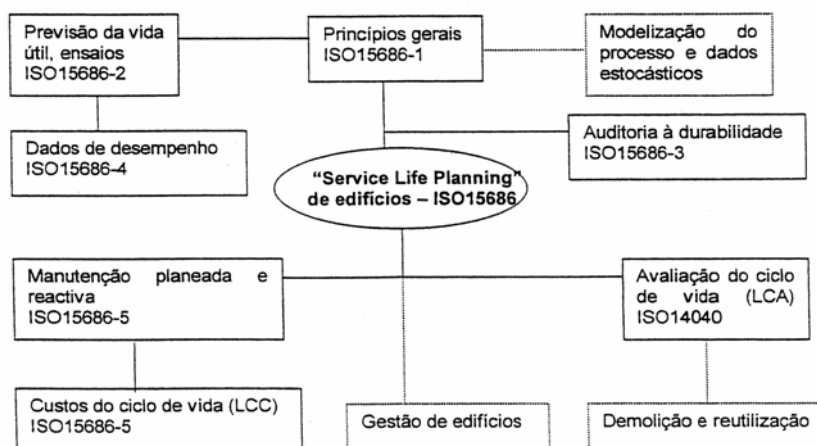 Previsão da vida
útil, ensaios
ISO15686-2
Princípios gerais
ISO15686-1
Modelização do
processo e dados
estocásticos
Dados de desempenho
ISO15686-4
Auditoria à durabilidade
ISO15686-3
“Service Life Planning”
de edifícios – ISO15686
Manutenção planeada e
reactiva
ISO15686-5
Avaliação do ciclo
de vida (LCA)
ISO14040
Custos do ciclo de vida (LCC)
ISO15686-5
Gestão de edifícios
Demolição e reutilização